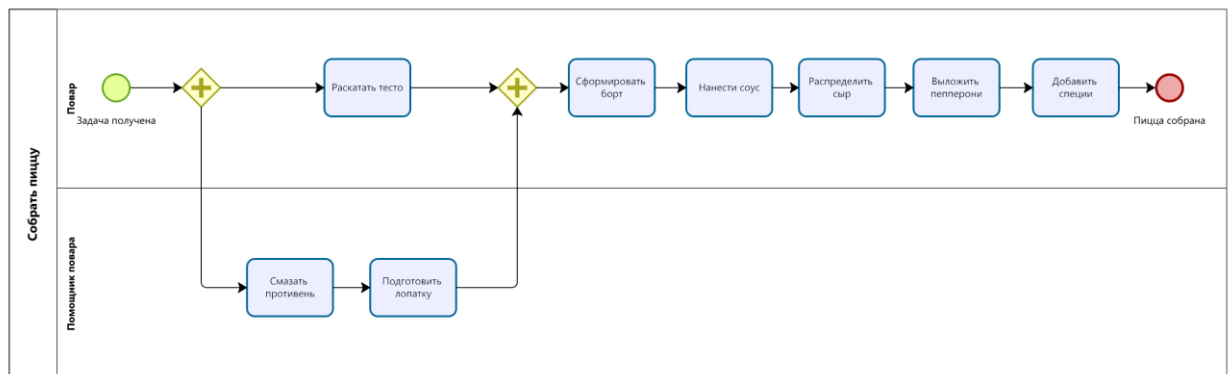 Собрать пиццу
Повар
Задача получена
Раскатать тесто
Сформировать
борт
Нанести соус
Распределить
сыр
Выложить
пепперони
Добавить
специи
Пицца собрана
Помощник повара
Смазать
противень
Подготовить
лопатку